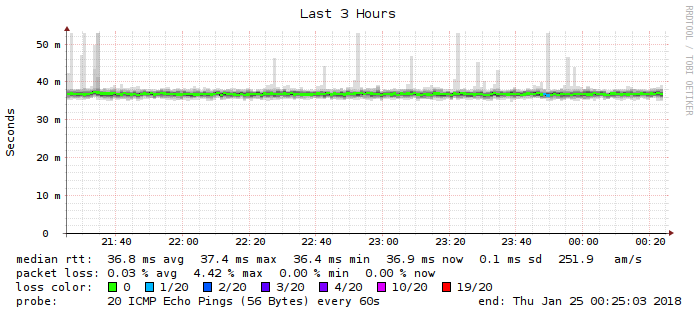 Last 3 Hours
RRDTOOL / TOBI OETIKER
Seconds
50 m
40 m
30 m
20 m
10 m
0
21:40 22:00 22:20 22:40 23:00 23:20 23:40 00:00 00:20
median rtt: 36.8 ms avg 37.4 ms max 36.4 ms min 36.9 ms now 0.1 ms sd 251.9 am/s
packet loss: 0.03 % avg 4.42 % max 0.00 % min 0.00 % now
loss color: 0 1/20 2/20 3/20 4/20 10/20 19/20
probe: 20 ICMP Echo Pings (56 Bytes) every 60s end: Thu Jan 25 00:25:03 2018